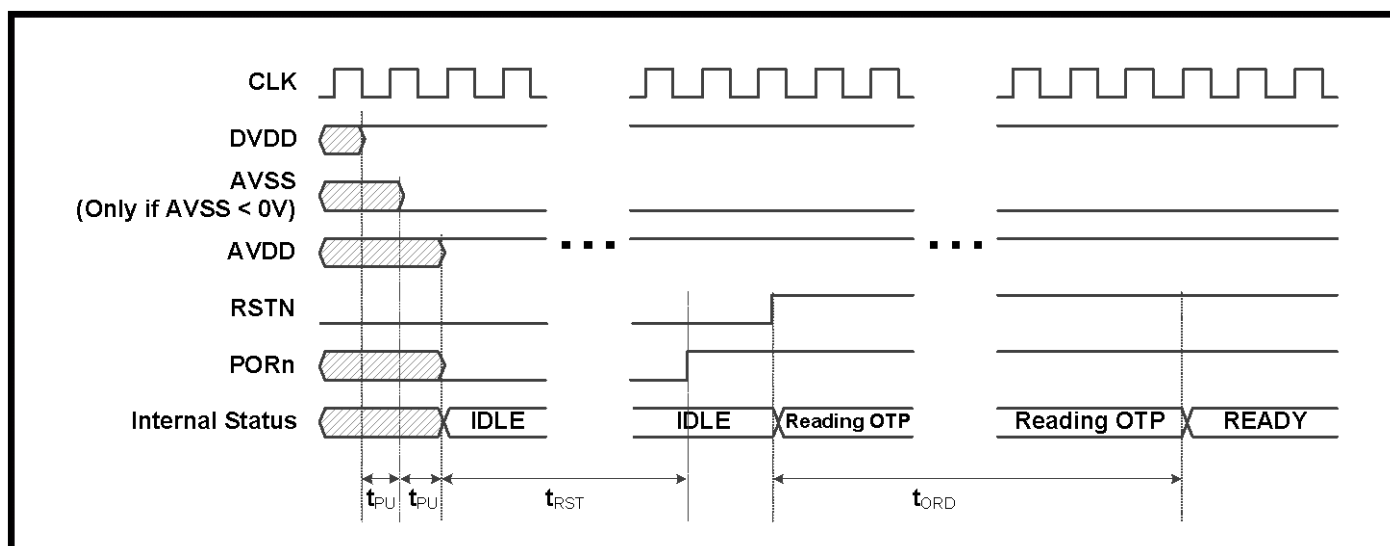 CLK
DVDD
AVSS
(Only if AVSS < 0V)
AVDD
RSTN
PORn
Internal Status
IDLE IDLE Reading OTP Reading OTP READY
tPU tPU tRST tORD